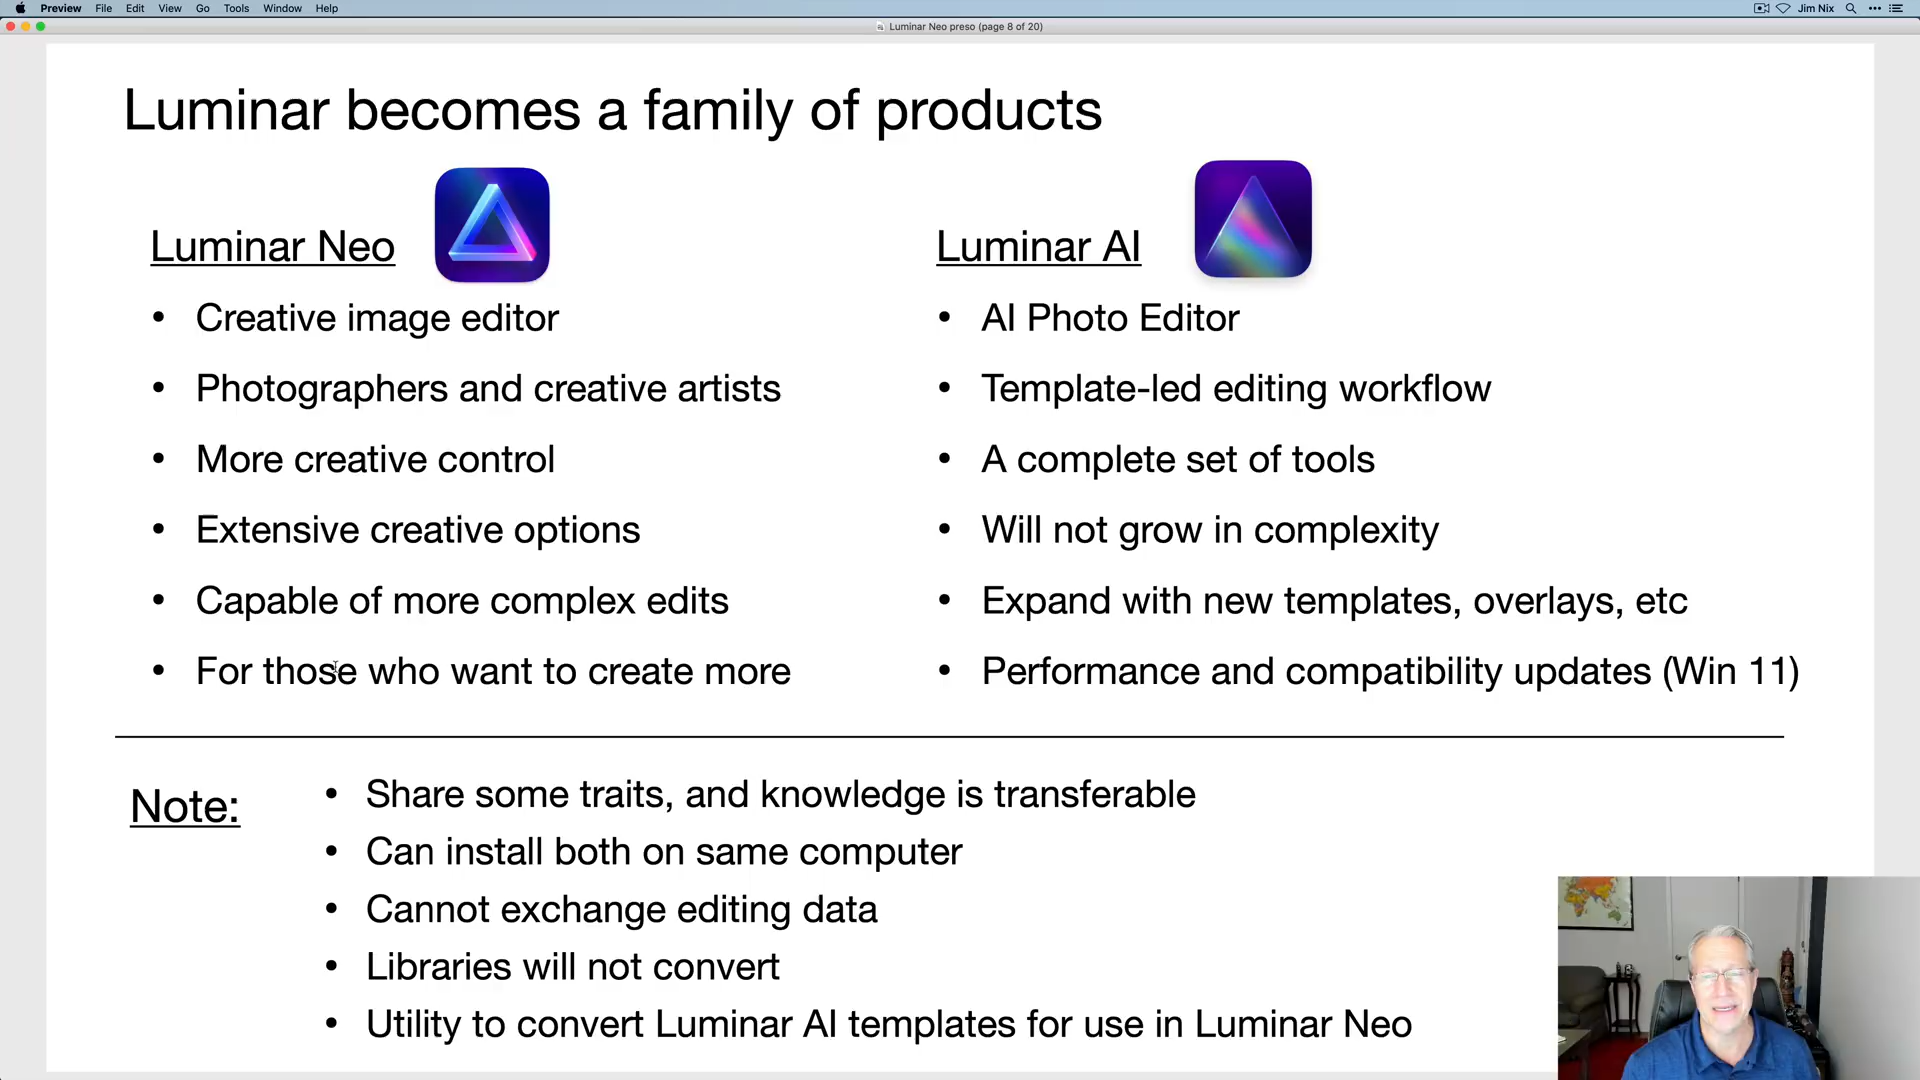 Preview File Edit View Go Tools Window Help Jim Nix
Luminar Neo preso (page 8 of 20)
Luminar becomes a family of products
Luminar Neo
• Creative image editor
• Photographers and creative artists
• More creative control
• Extensive creative options
• Capable of more complex edits
• For those who want to create more
Luminar AI
• AI Photo Editor
• Template-led editing workflow
• A complete set of tools
• Will not grow in complexity
• Expand with new templates, overlays, etc
• Performance and compatibility updates (Win 11)
Note:
• Share some traits, and knowledge is transferable
• Can install both on same computer
• Cannot exchange editing data
• Libraries will not convert
• Utility to convert Luminar AI templates for use in Luminar Neo